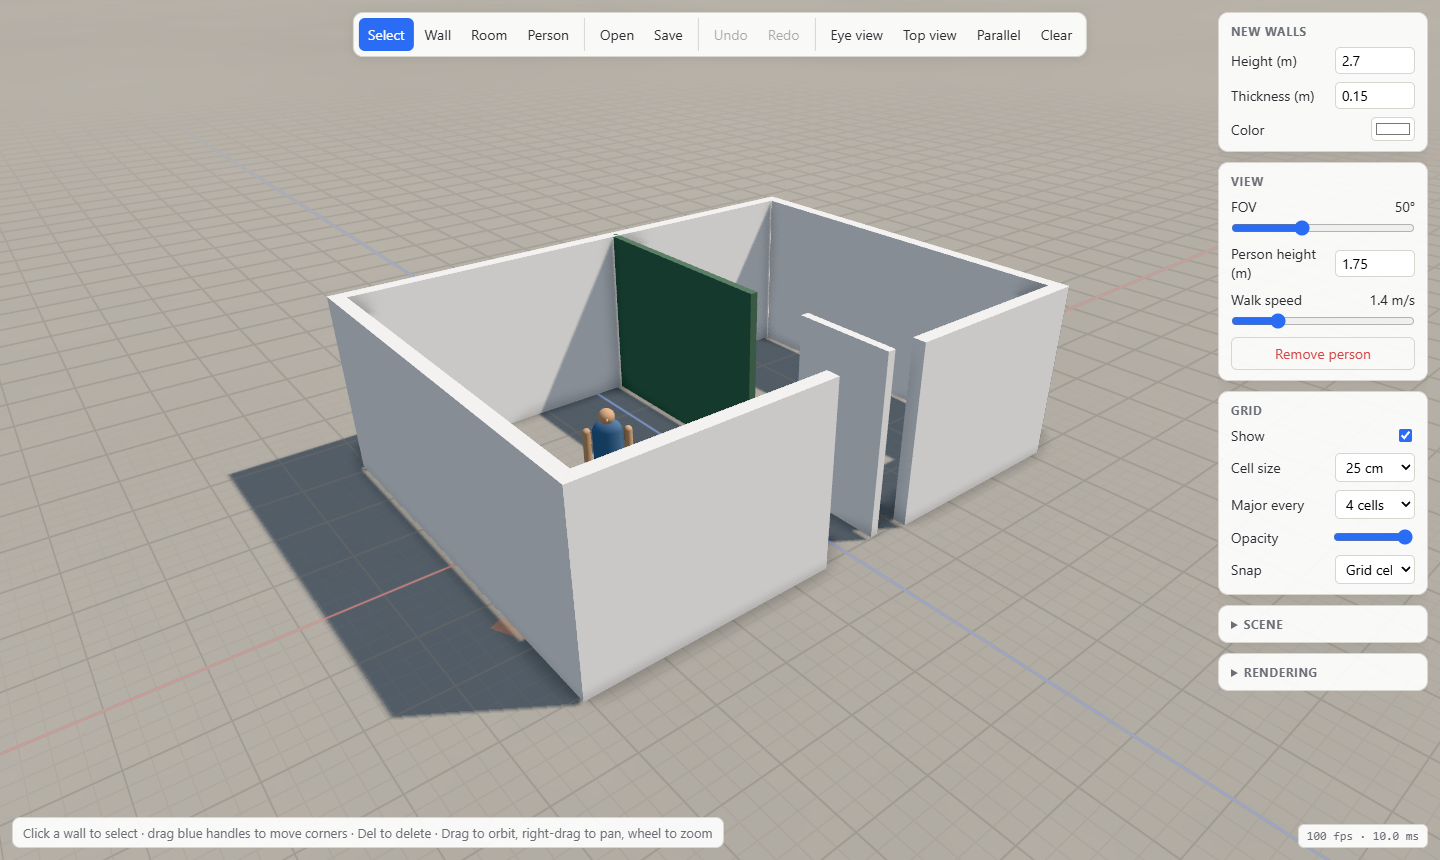 Select Wall Room Person Open Save Undo Redo Eye view Top view Parallel Clear
NEW WALLS
Height (m) 2.7
Thickness (m) 0.15
Color
VIEW
FOV 50°
Person height (m) 1.75
Walk speed 1.4 m/s
Remove person
GRID
Show
Cell size 25 cm
Major every 4 cells
Opacity
Snap Grid cel
SCENE
RENDERING
Click a wall to select · drag blue handles to move corners · Del to delete · Drag to orbit, right-drag to pan, wheel to zoom
100 fps · 10.0 ms